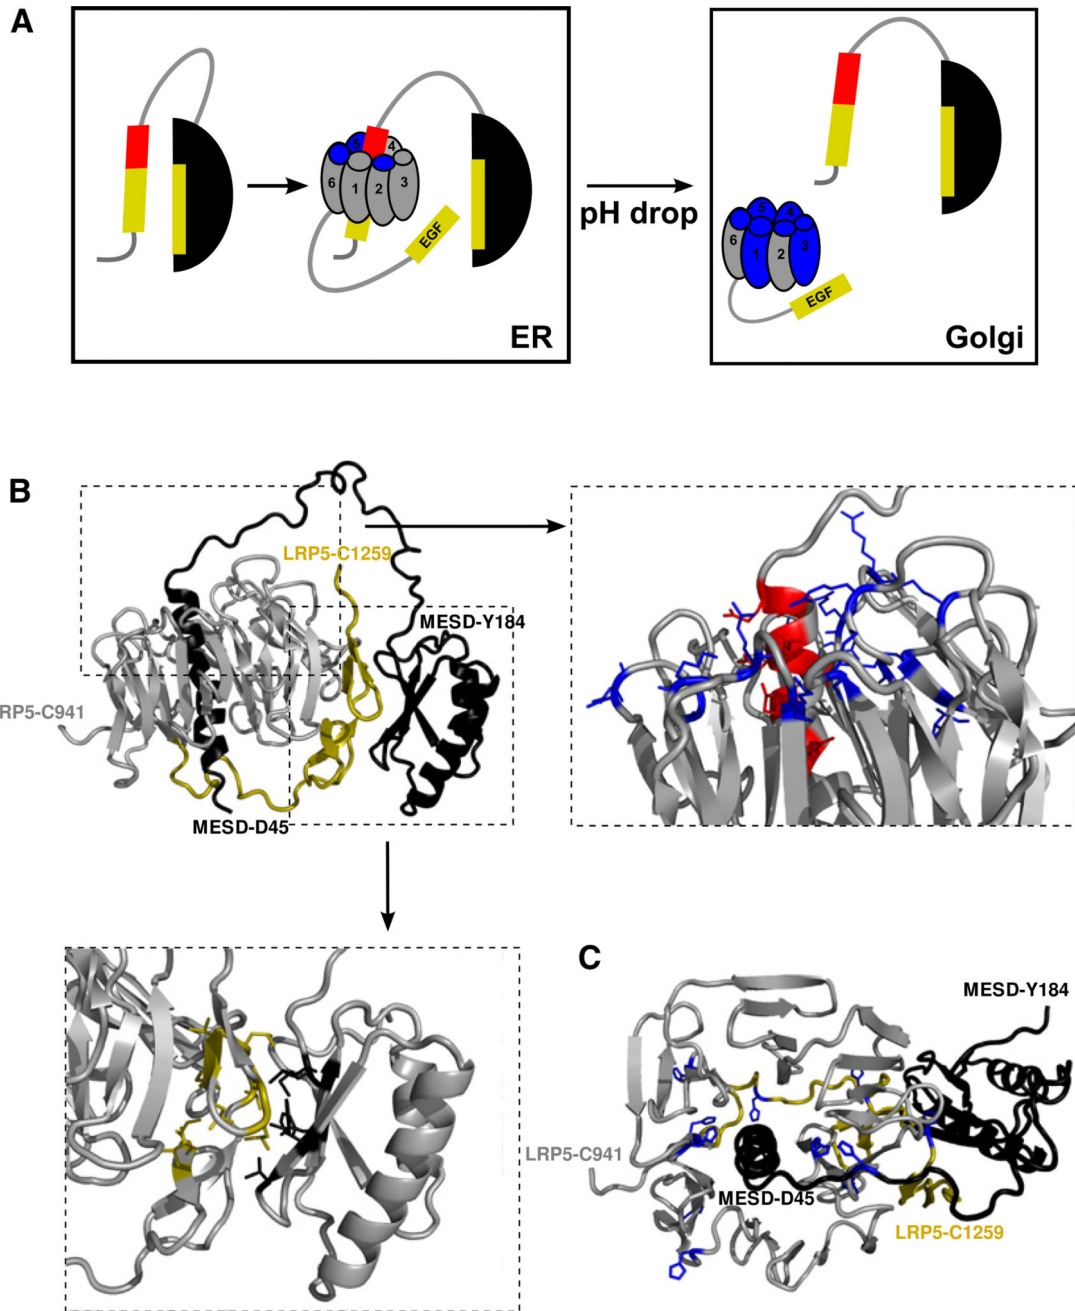 A
5
4
6
1
2
3
EGF
ER
pH drop
5
4
6
1
2
3
EGF
Golgi
B
LRP5-C1259
MESD-Y184
RP5-C941
MESD-D45
C
MESD-Y184
LRP5-C941
MESD-D45
LRP5-C1259